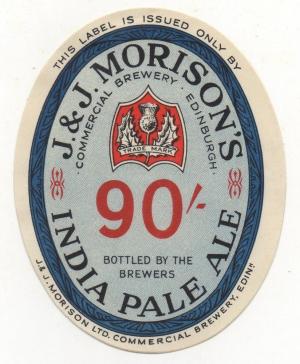 THIS LABEL IS ISSUED ONLY BY
J. & J. MORISON'S
COMMERCIAL BREWERY · EDINBURGH ·
TRADE MARK
90/-
BOTTLED BY THE
BREWERS
INDIA PALE ALE
J. & J. MORISON LTD. COMMERCIAL BREWERY, EDINR.